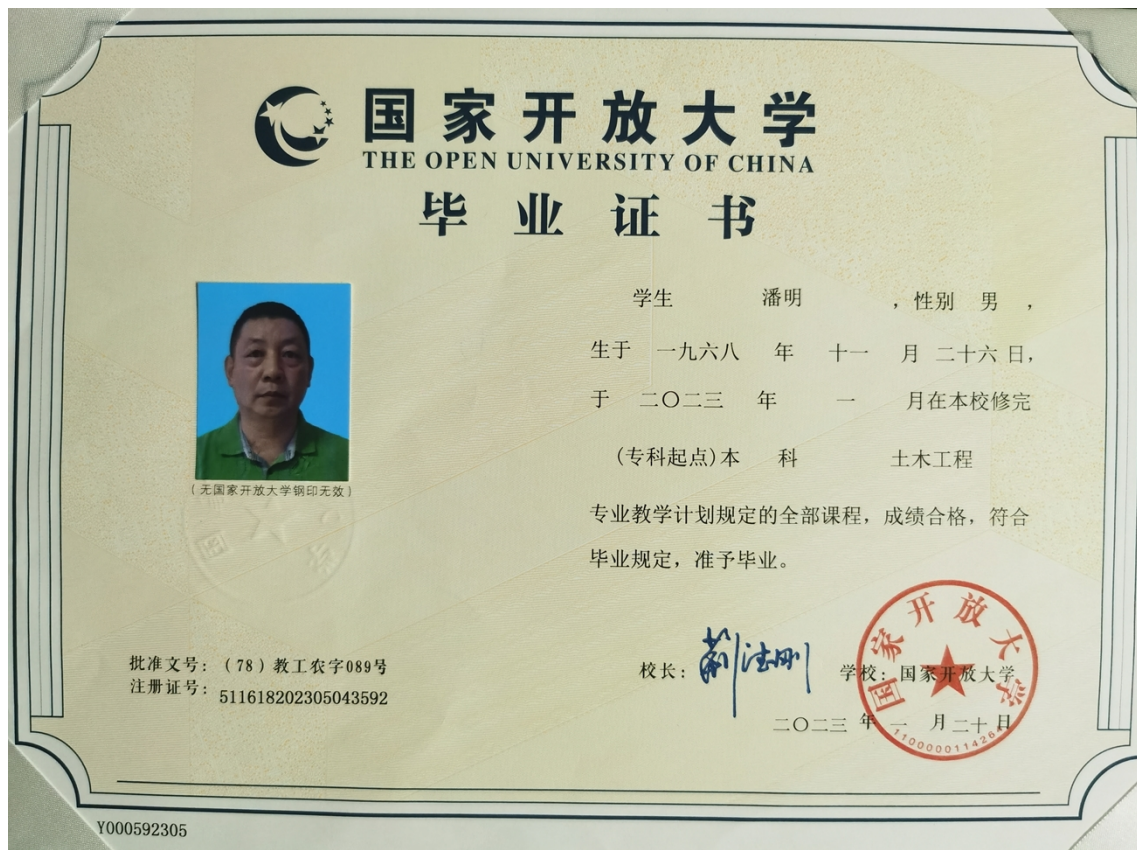 国家开放大学
THE OPEN UNIVERSITY OF CHINA
毕业证书
学生 潘明 ，性别 男 ，
生于 一九六八 年 十一 月 二十六 日，
于 二〇二三 年 一 月在本校修完
(专科起点)本 科 土木工程
专业教学计划规定的全部课程，成绩合格，符合
毕业规定，准予毕业。
(无国家开放大学钢印无效)
批准文号：（78）教工农字089号
注册证号：511618202305043592
校长：荆德刚 学校：国家开放大学
二〇二三 年 一 月 二十 日
国家开放大学
Y000592305